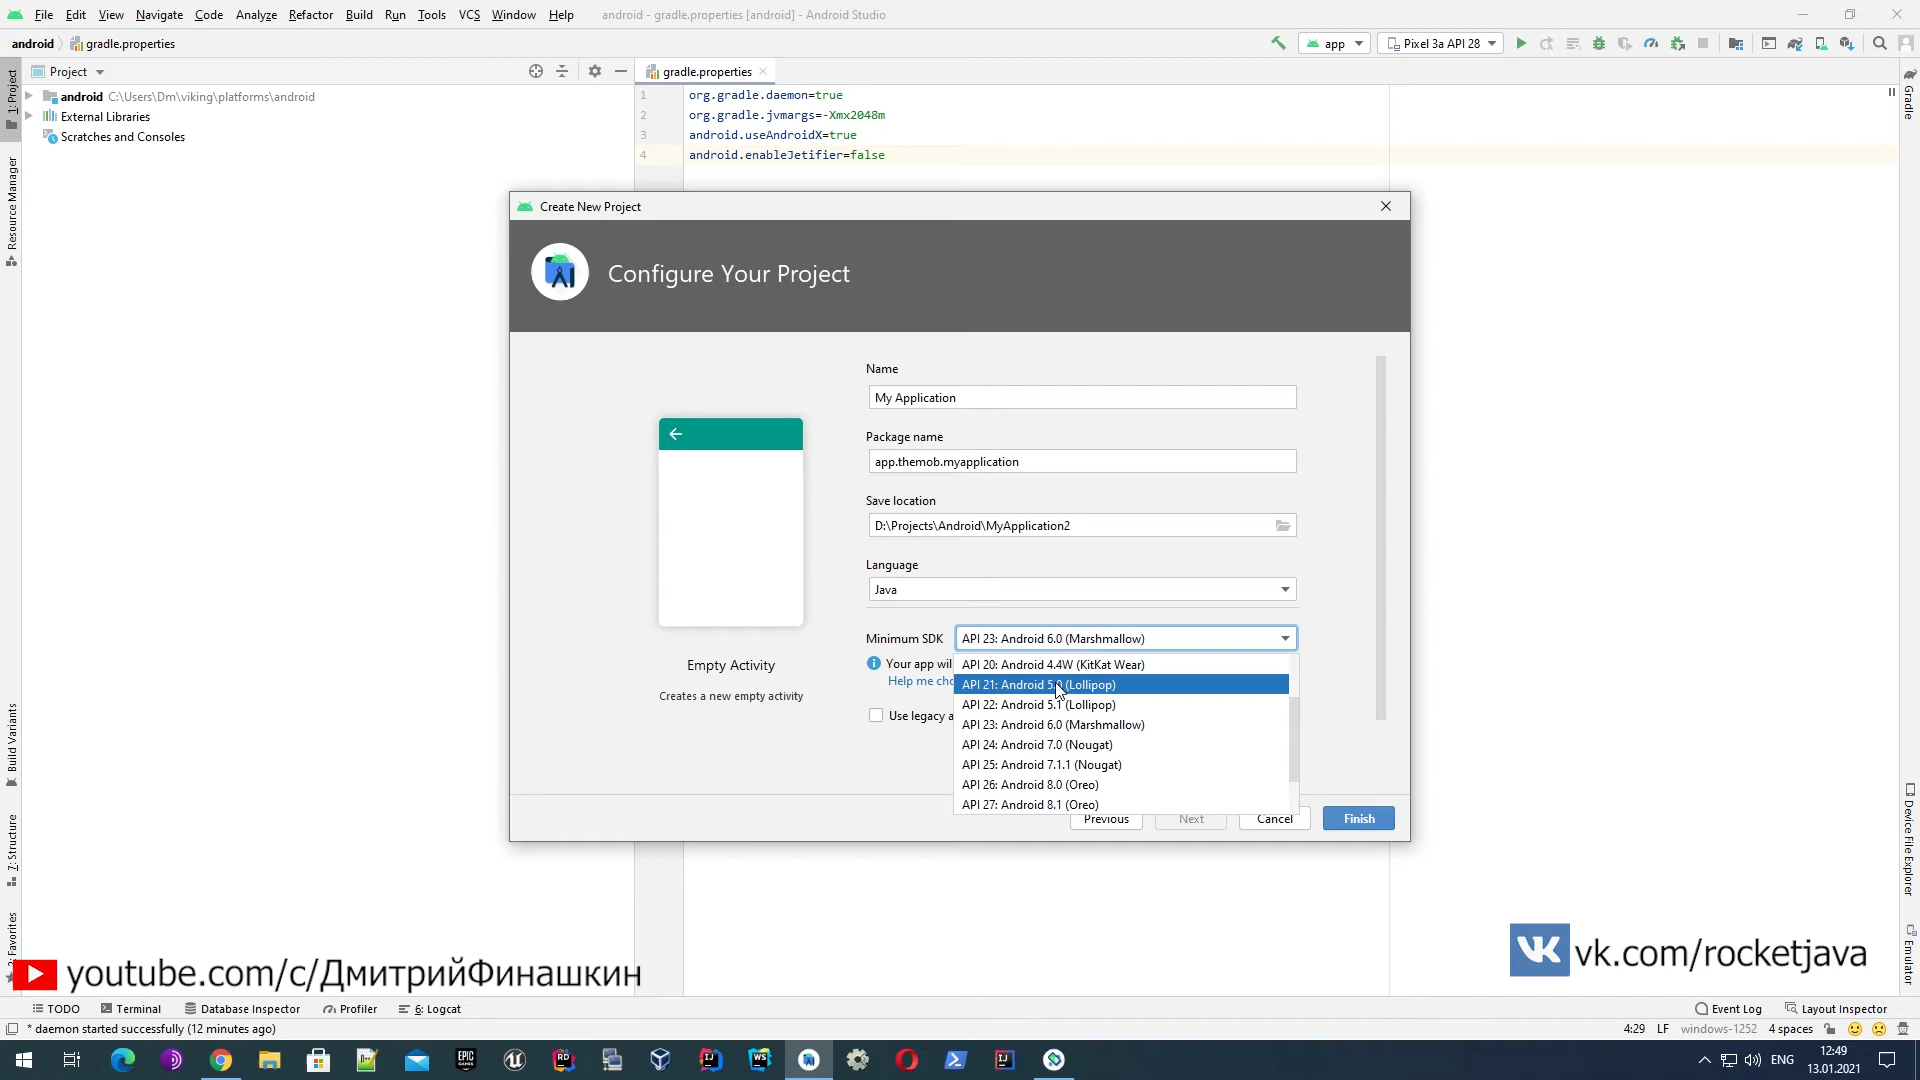 File Edit View Navigate Code Analyze Refactor Build Run Tools VCS Window Help android - gradle.properties [android] - Android Studio
android gradle.properties app Pixel 3a API 28
Project gradle.properties
android C:\Users\Dm\viking\platforms\android
External Libraries
Scratches and Consoles
1 org.gradle.daemon=true
2 org.gradle.jvmargs=-Xmx2048m
3 android.useAndroidX=true
4 android.enableJetifier=false
1: Project
Resource Manager
Build Variants
7: Structure
2: Favorites
Gradle
Device File Explorer
Emulator
Create New Project
Configure Your Project
Name
My Application
Package name
app.themob.myapplication
Save location
D:\Projects\Android\MyApplication2
Language
Java
Minimum SDK API 23: Android 6.0 (Marshmallow)
Your app wil
Help me cho
Use legacy a
API 20: Android 4.4W (KitKat Wear)
API 21: Android 5.0 (Lollipop)
API 22: Android 5.1 (Lollipop)
API 23: Android 6.0 (Marshmallow)
API 24: Android 7.0 (Nougat)
API 25: Android 7.1.1 (Nougat)
API 26: Android 8.0 (Oreo)
API 27: Android 8.1 (Oreo)
Empty Activity
Creates a new empty activity
Previous Next Cancel Finish
youtube.com/c/ДмитрийФинашкин
vk.com/rocketjava
TODO Terminal Database Inspector Profiler 6: Logcat Event Log Layout Inspector
* daemon started successfully (12 minutes ago) 4:29 LF windows-1252 4 spaces
EPIC GAMES
RD
IJ
WS
IJ
ENG
12:49
13.01.2021